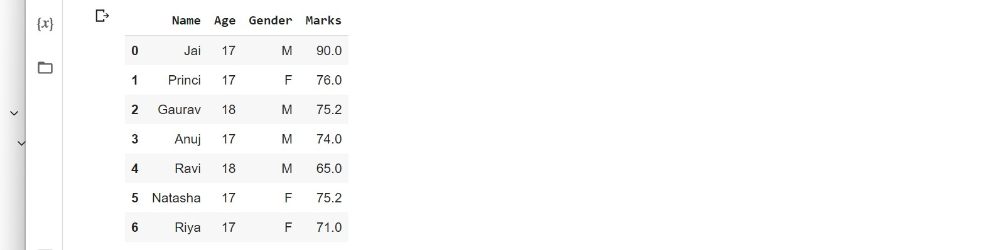 {x}
Name Age Gender Marks
0 Jai 17 M 90.0
1 Princi 17 F 76.0
2 Gaurav 18 M 75.2
3 Anuj 17 M 74.0
4 Ravi 18 M 65.0
5 Natasha 17 F 75.2
6 Riya 17 F 71.0